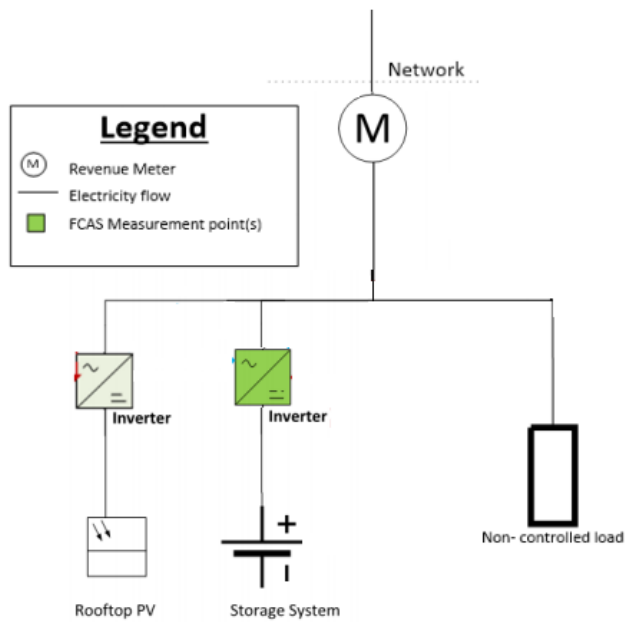 Network
M
Legend
M Revenue Meter
Electricity flow
FCAS Measurement point(s)
Inverter
Inverter
+
Non- controlled load
Rooftop PV
Storage System